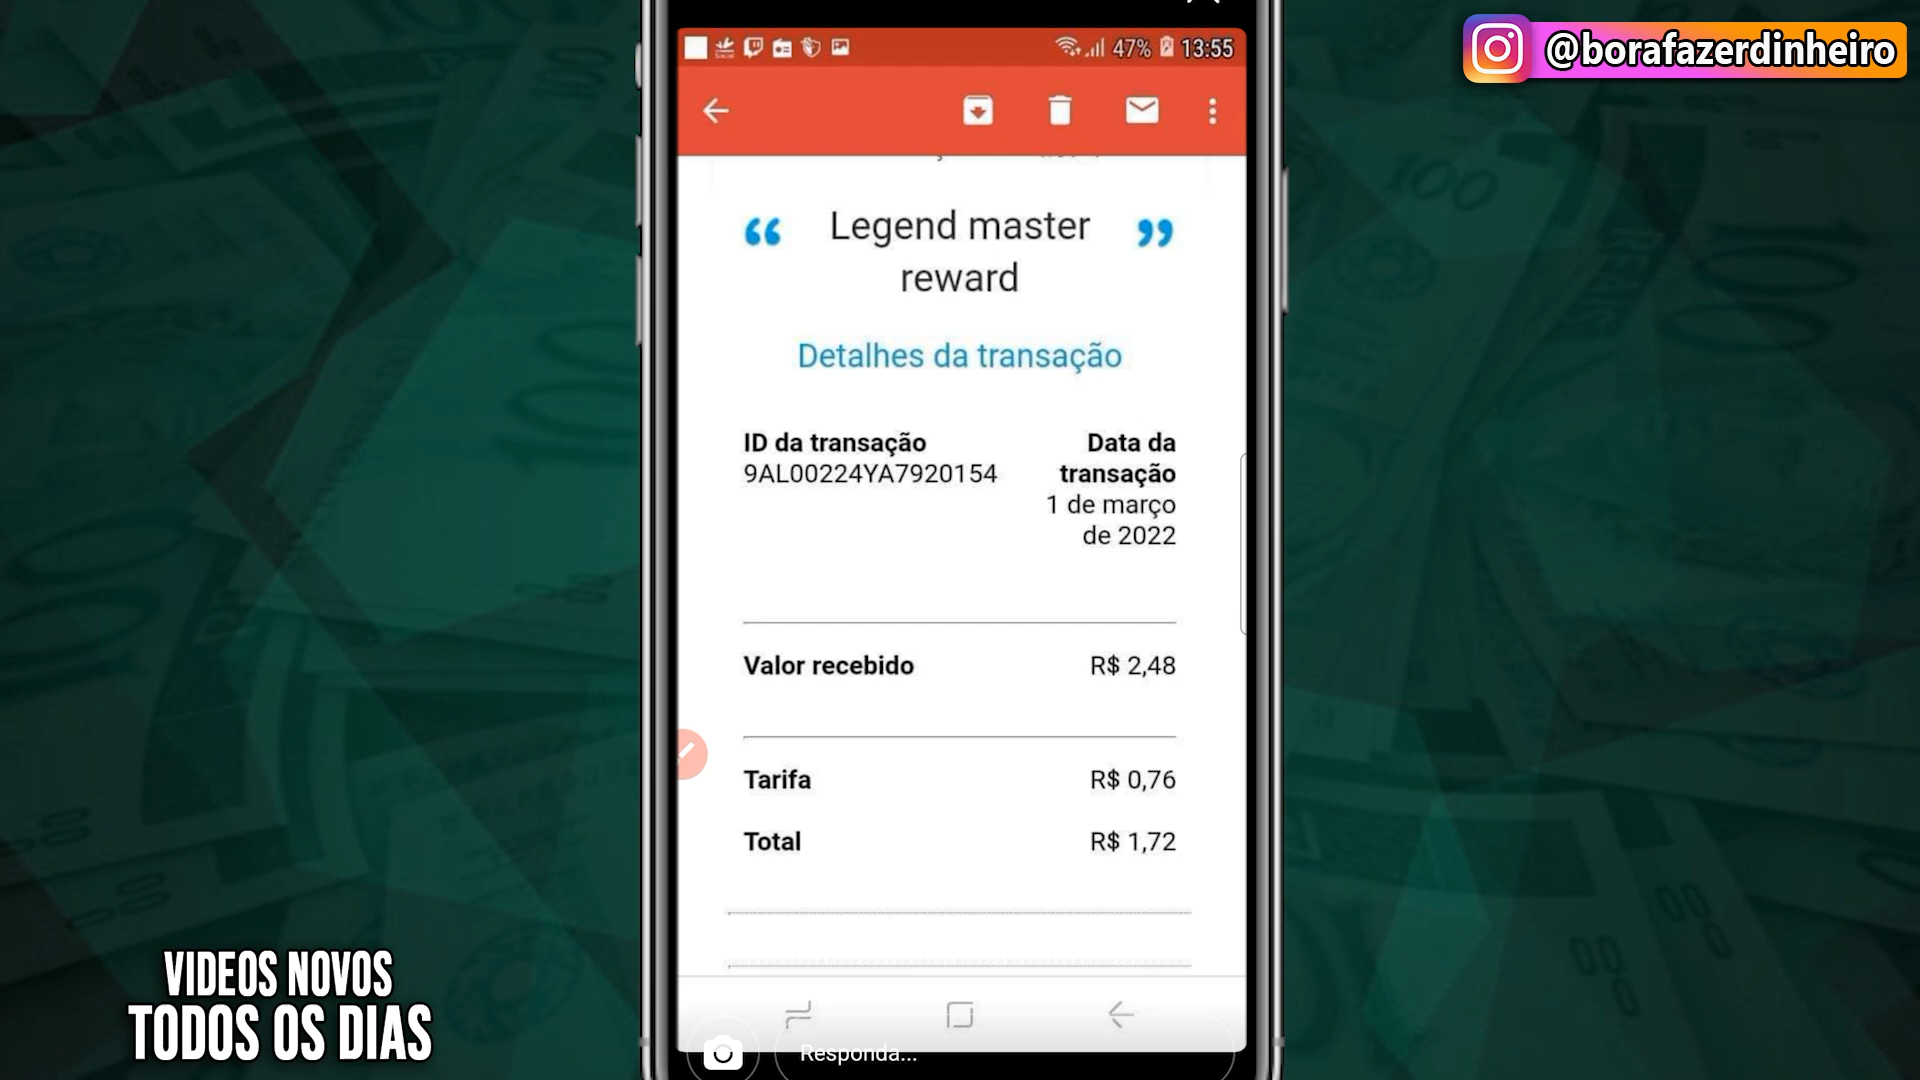 @borafazerdinheiro
47% 13:55
“ Legend master ”
reward
Detalhes da transação
ID da transação
9AL00224YA7920154
Data da
transação
1 de março
de 2022
Valor recebido R$ 2,48
Tarifa R$ 0,76
Total R$ 1,72
Responda...
VIDEOS NOVOS
TODOS OS DIAS